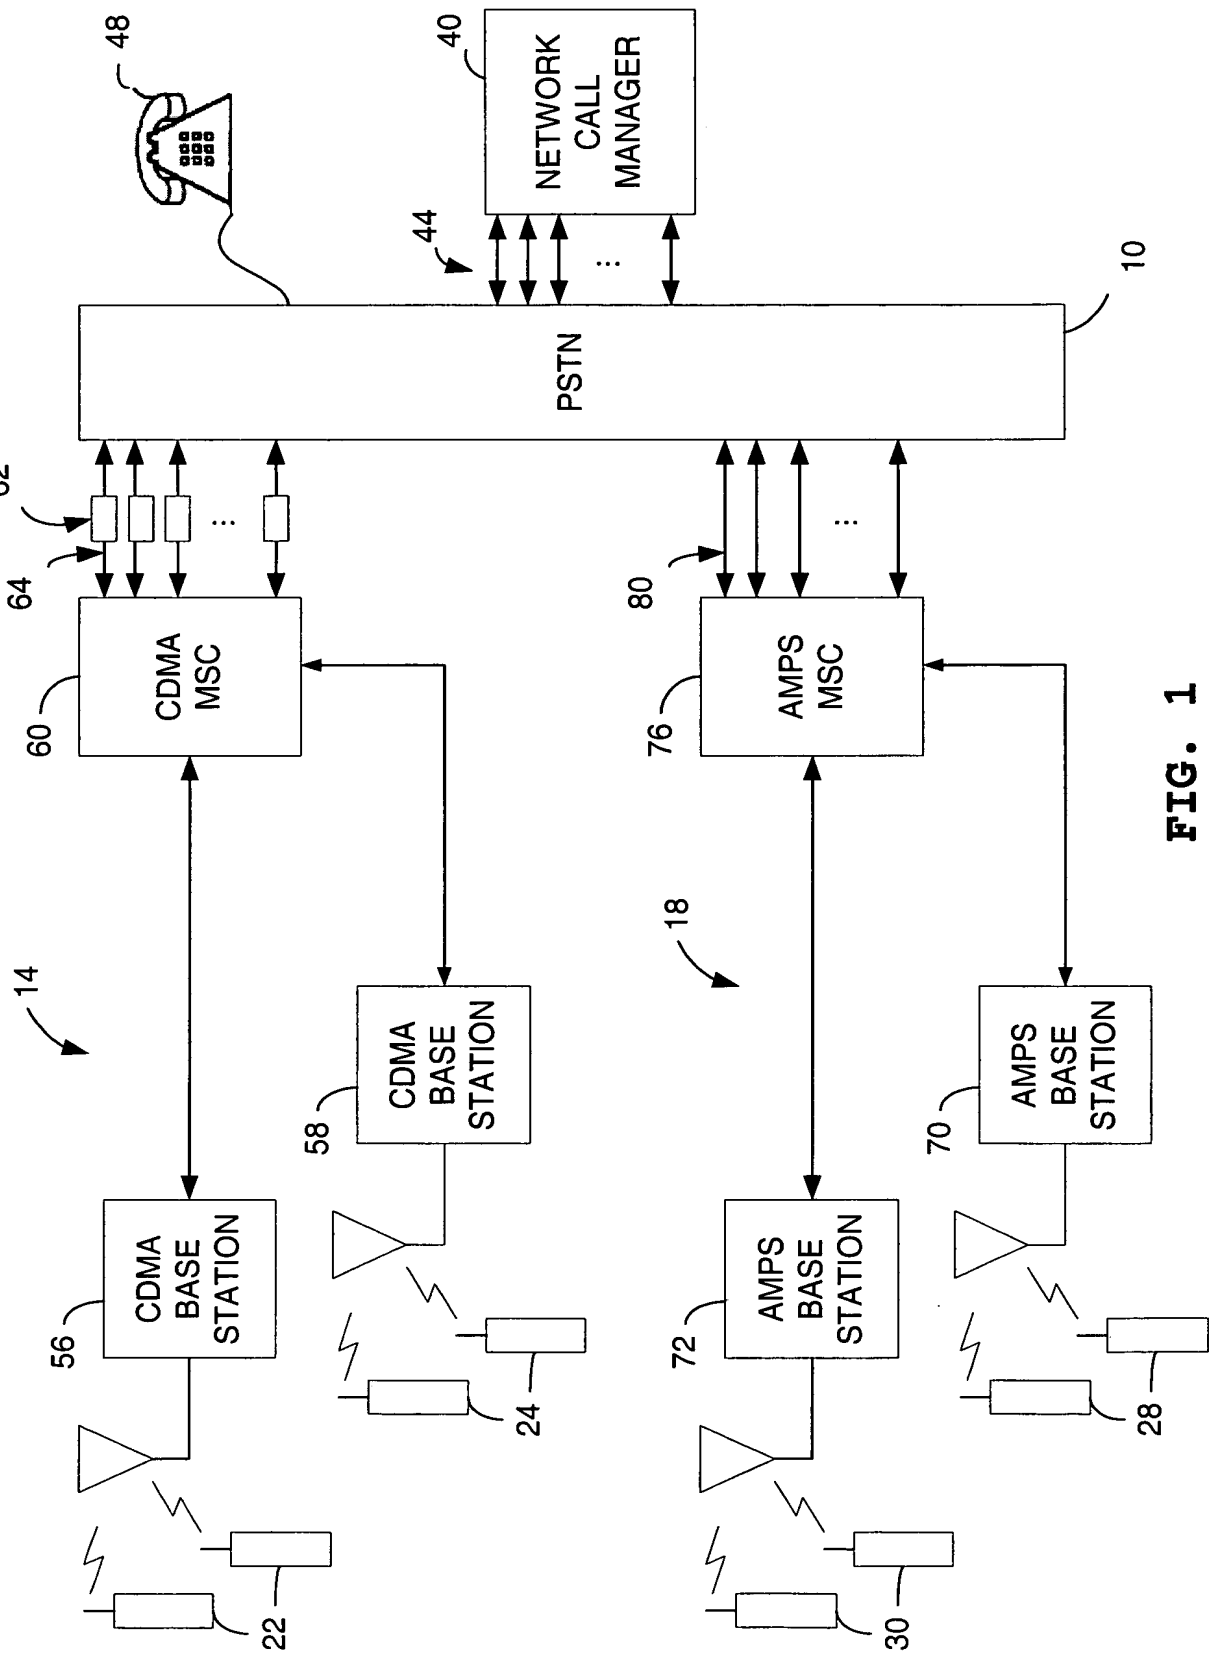 14
64
60
48
56
CDMA
BASE
STATION
CDMA
MSC
22
58
CDMA
BASE
STATION
24
40
NETWORK
CALL
MANAGER
44
PSTN
10
18
80
76
72
AMPS
BASE
STATION
AMPS
MSC
30
70
AMPS
BASE
STATION
28
FIG. 1